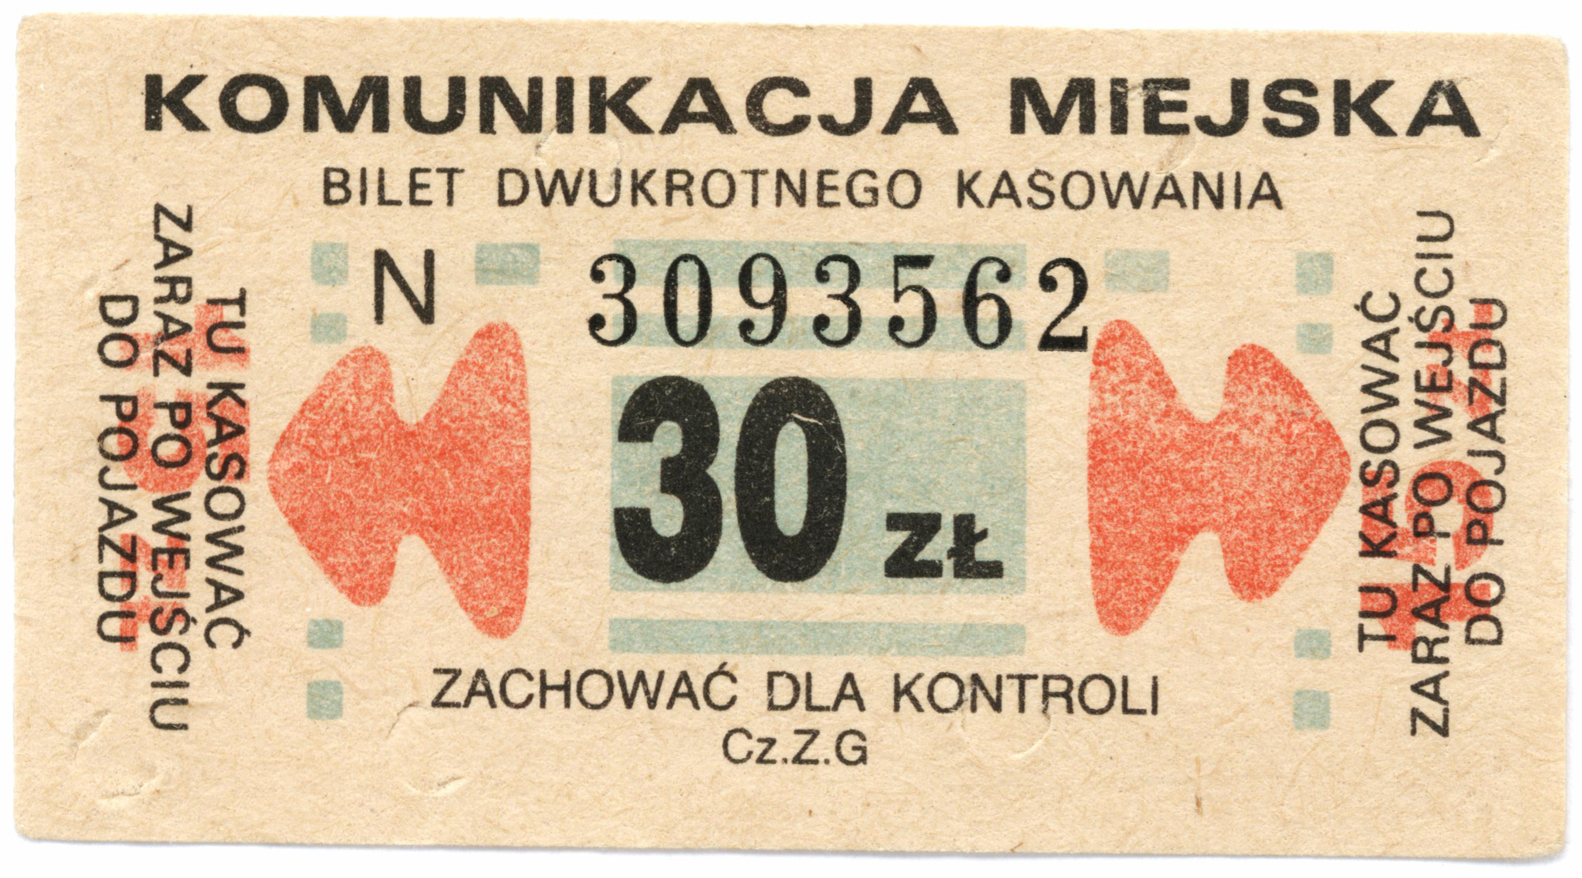 KOMUNIKACJA MIEJSKA
BILET DWUKROTNEGO KASOWANIA
N 3093562
30 ZŁ
ZACHOWAĆ DLA KONTROLI
Cz.Z.G
TU KASOWAĆ
ZARAZ PO WEJŚCIU
DO POJAZDU
TU KASOWAĆ
ZARAZ PO WEJŚCIU
DO POJAZDU